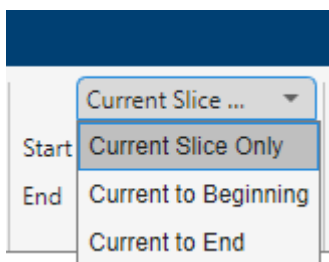 Current Slice ...
Start Current Slice Only
End Current to Beginning
Current to End